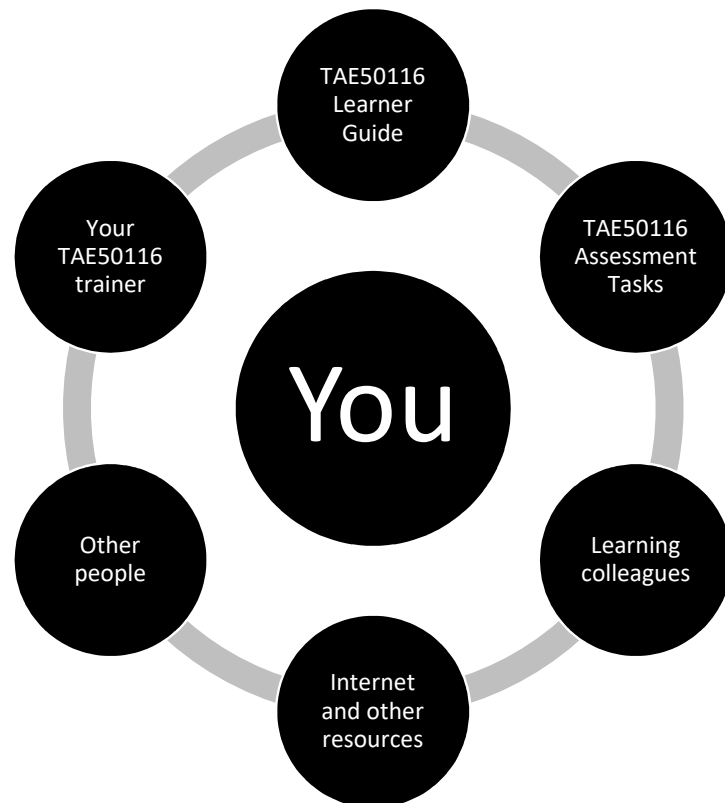 TAE50116
Learner
Guide
Your
TAE50116
trainer
TAE50116
Assessment
Tasks
You
Other
people
Learning
colleagues
Internet
and other
resources